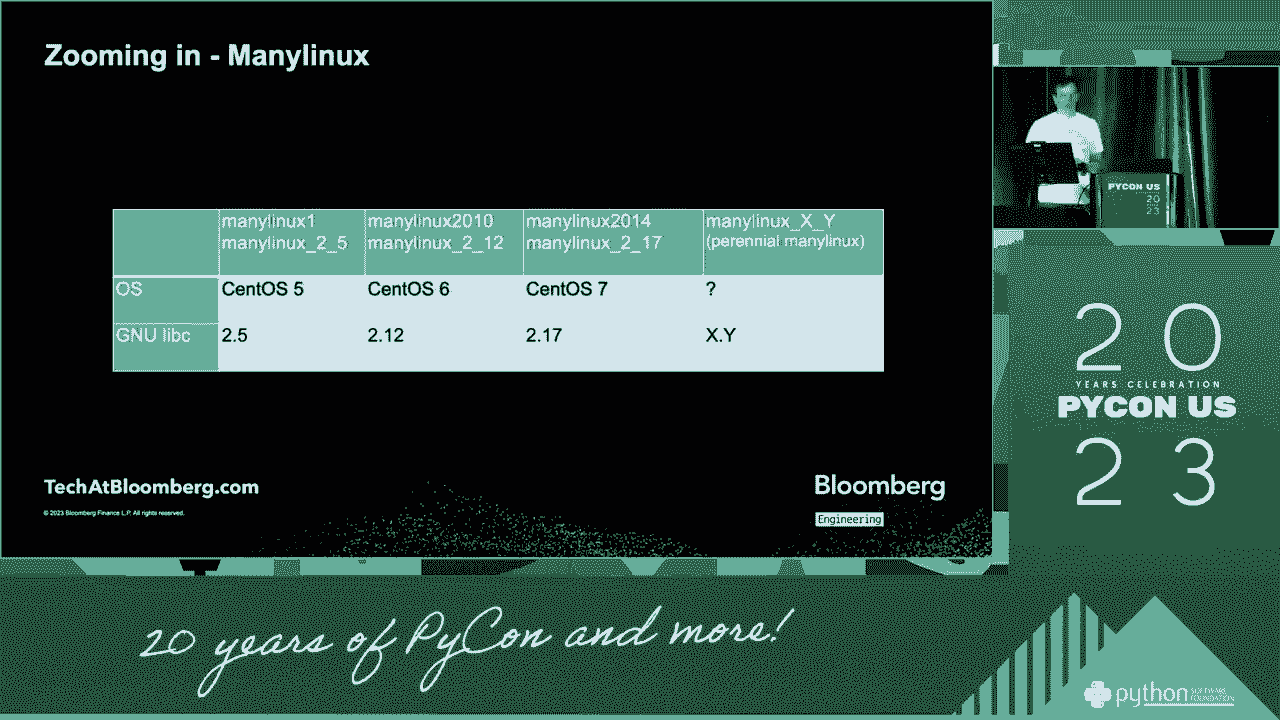 Zooming in - Manylinux
manylinux1 manylinux2010 manylinux2014 manylinux_X_Y
manylinux_2_5 manylinux_2_12 manylinux_2_17 (perennial manylinux)
OS CentOS 5 CentOS 6 CentOS 7 ?
GNU libc 2.5 2.12 2.17 X.Y
TechAtBloomberg.com
© 2023 Bloomberg Finance L.P. All rights reserved.
Bloomberg
Engineering
PYCON US
20
23
20
YEARS CELEBRATION
PYCON US
23
20 years of PyCon and more!
python SOFTWARE
FOUNDATION